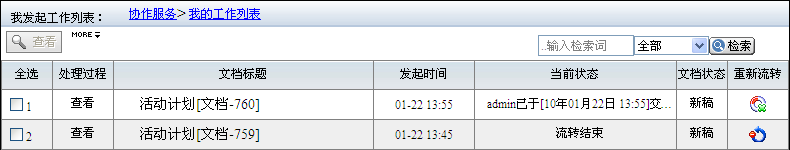 我发起工作列表： 协作服务> 我的工作列表
查看 MORE ..输入检索词 全部 检索
全选 处理过程 文档标题 发起时间 当前状态 文档状态 重新流转
1 查看 活动计划[文档-760] 01-22 13:55 admin已于[10年01月22日 13:55]交... 新稿
2 查看 活动计划[文档-759] 01-22 13:45 流转结束 新稿